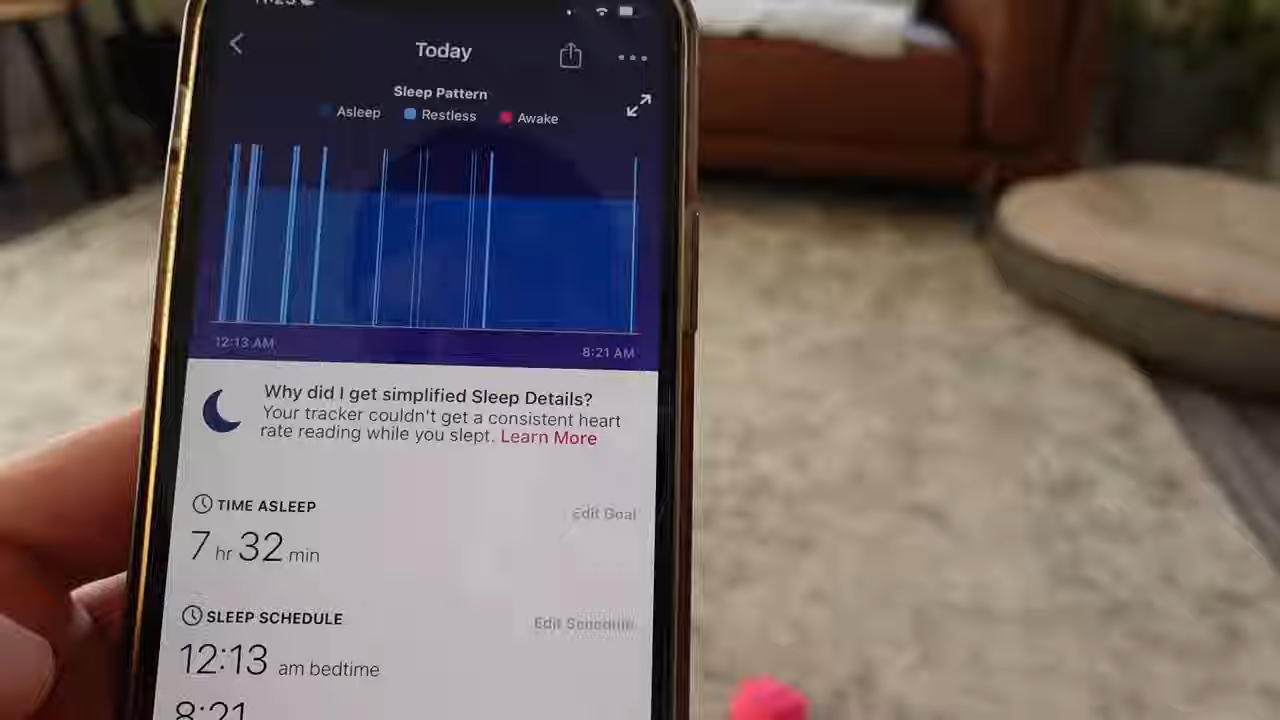 Today
Sleep Pattern
Asleep Restless Awake
12:13 AM 8:21 AM
Why did I get simplified Sleep Details?
Your tracker couldn't get a consistent heart
rate reading while you slept. Learn More
TIME ASLEEP Edit Goal
7 hr 32 min
SLEEP SCHEDULE Edit Schedule
12:13 am bedtime
8:21